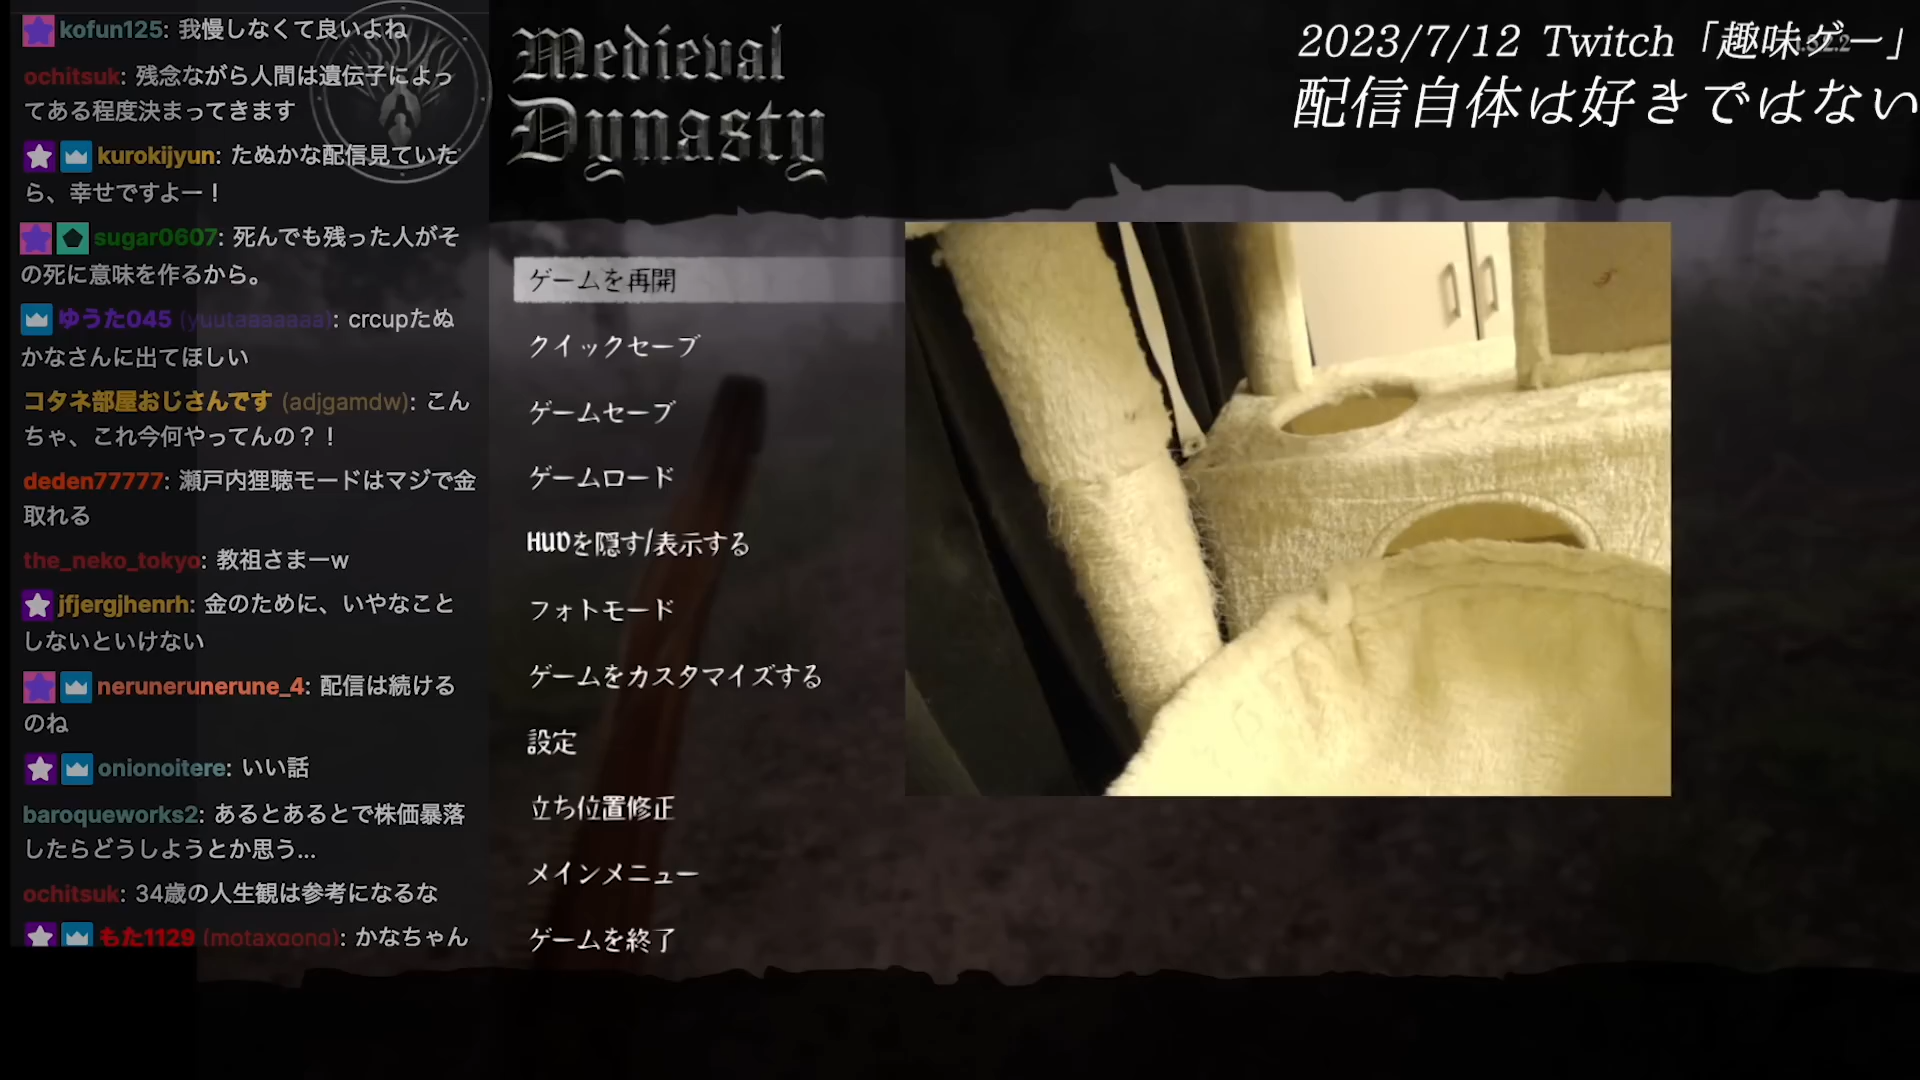 kofun125: 我慢しなくて良いよね
ochitsuk: 残念ながら人間は遺伝子によっ
てある程度決まってきます
kurokijyun: たぬかな配信見ていた
ら、幸せですよー！
sugar0607: 死んでも残った人がそ
の死に意味を作るから。
ゆうた045 (yuutaaaaaaa): crcupたぬ
かなさんに出てほしい
コタネ部屋おじさんです (adjgamdw): こん
ちゃ、これ今何やってんの？！
deden77777: 瀬戸内狸聴モードはマジで金
取れる
the_neko_tokyo: 教祖さまーw
jfjergjhenrh: 金のために、いやなこと
しないといけない
nerunerunerune_4: 配信は続ける
のね
onionoitere: いい話
baroqueworks2: あるとあるとで株価暴落
したらどうしようとか思う...
ochitsuk: 34歳の人生観は参考になるな
もた1129 (motaxgong): かなちゃん
Medieval
Dynasty
ゲームを再開
クイックセーブ
ゲームセーブ
ゲームロード
HUDを隠す/表示する
フォトモード
ゲームをカスタマイズする
設定
立ち位置修正
メインメニュー
ゲームを終了
2023/7/12 Twitch「趣味ゲー」
配信自体は好きではない